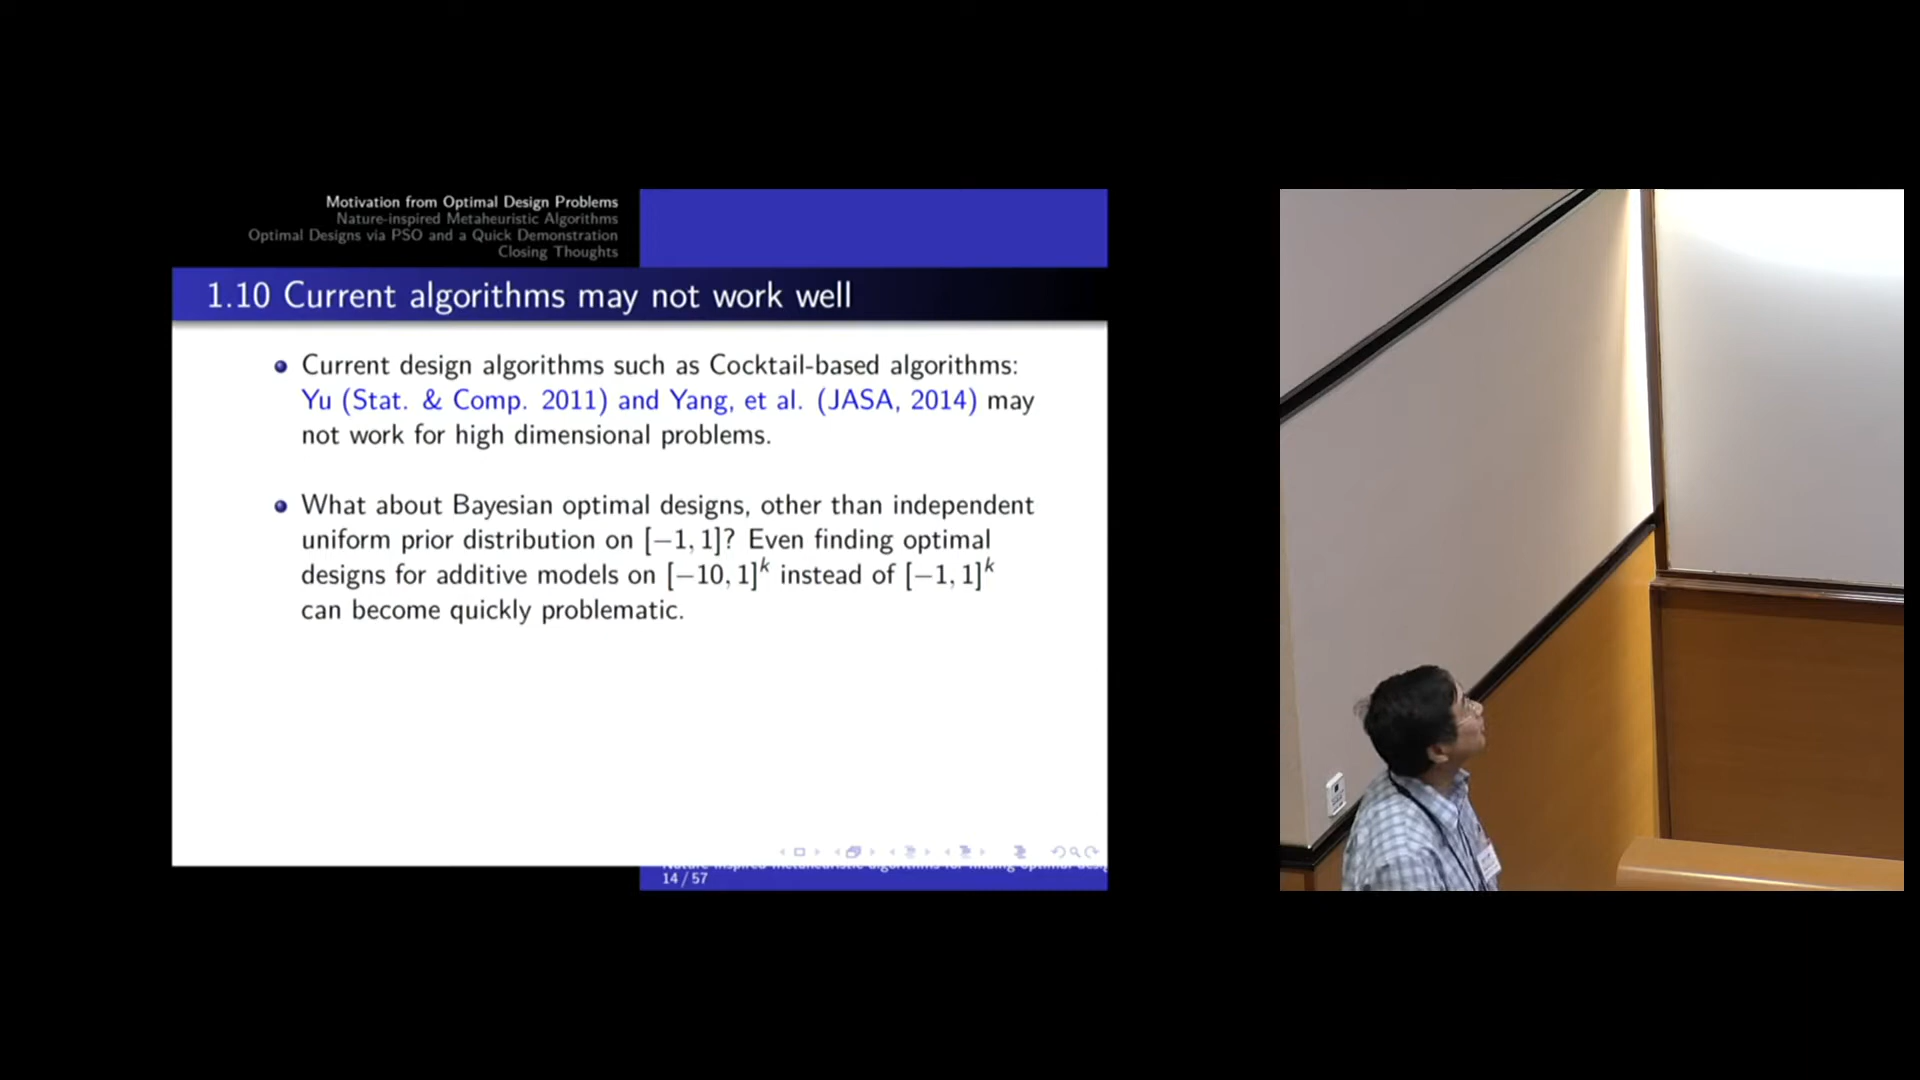 Motivation from Optimal Design Problems
Nature-inspired Metaheuristic Algorithms
Optimal Designs via PSO and a Quick Demonstration
Closing Thoughts
1.10 Current algorithms may not work well
Current design algorithms such as Cocktail-based algorithms:
Yu (Stat. & Comp. 2011) and Yang, et al. (JASA, 2014) may
not work for high dimensional problems.
What about Bayesian optimal designs, other than independent
uniform prior distribution on [−1, 1]? Even finding optimal
designs for additive models on [−10, 1]ᵏ instead of [−1, 1]ᵏ
can become quickly problematic.
14 / 57